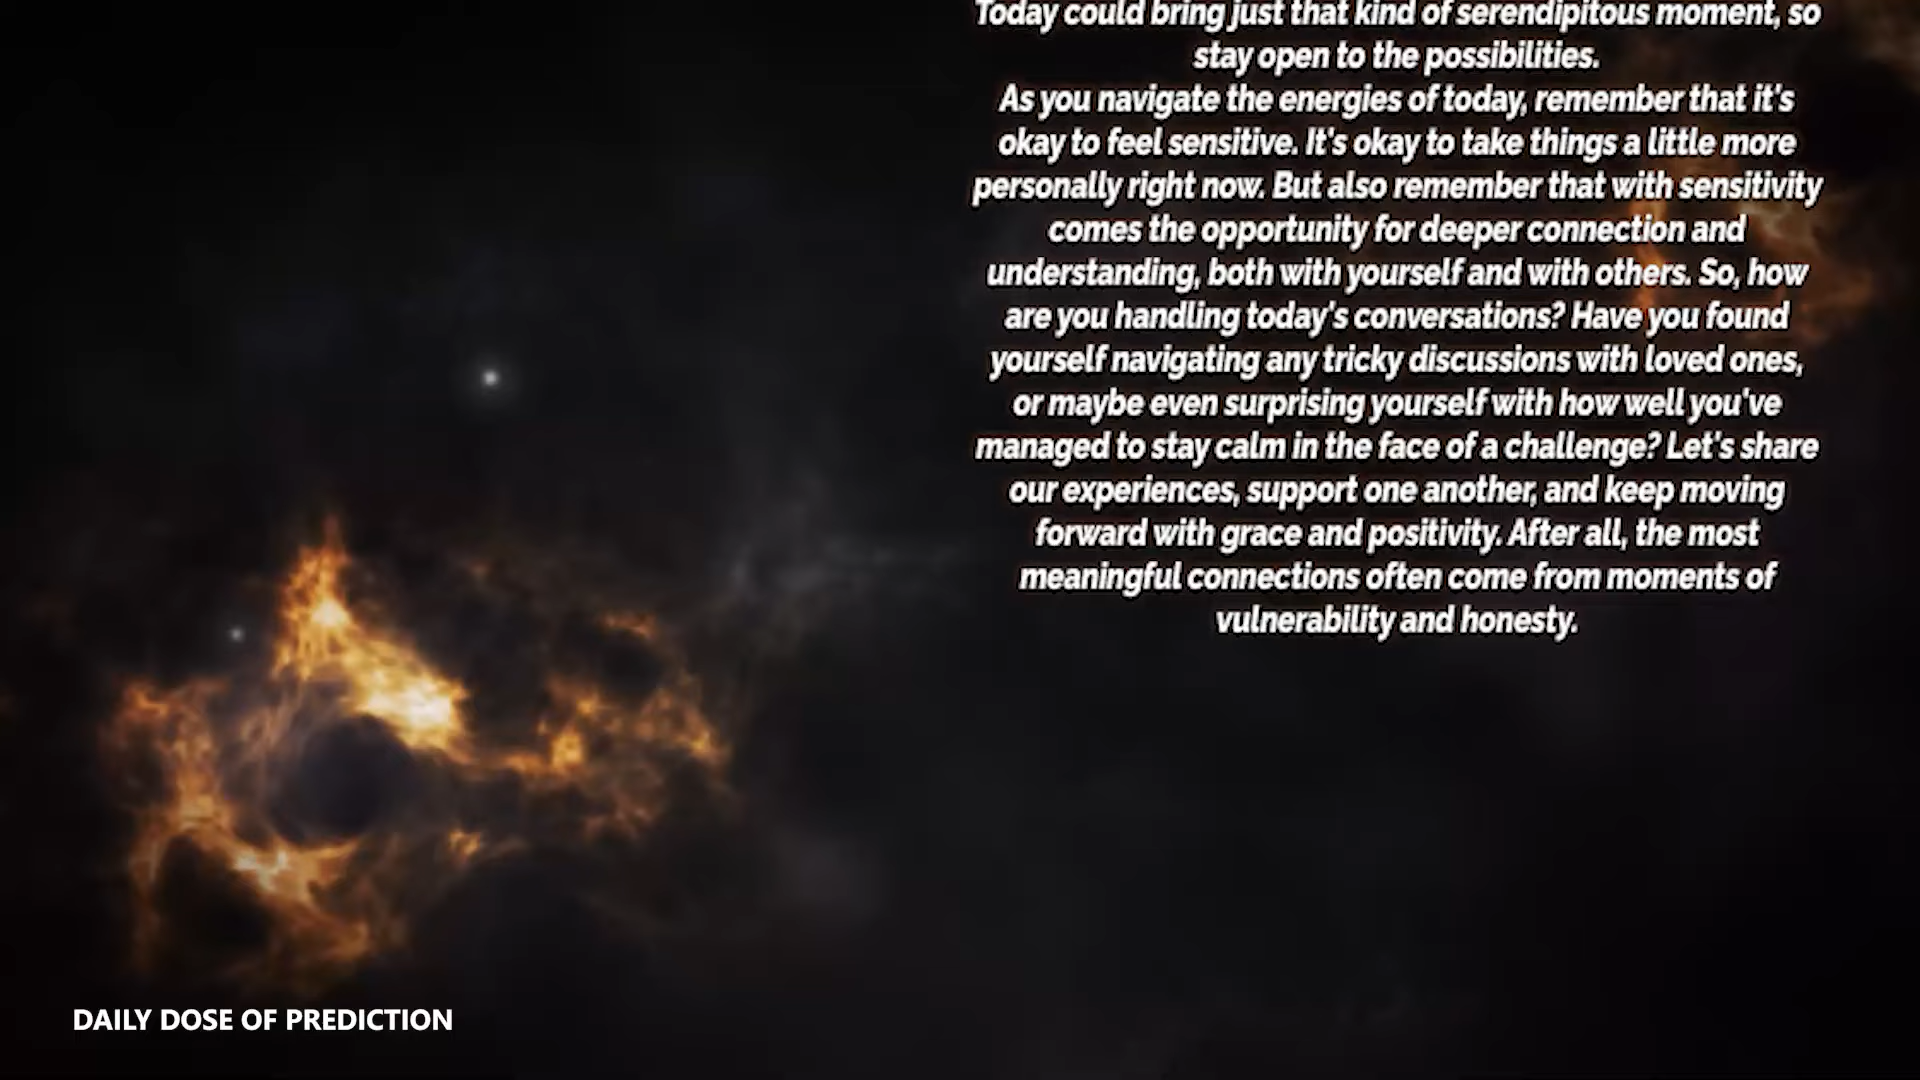 Today could bring just that kind of serendipitous moment, so
stay open to the possibilities.
As you navigate the energies of today, remember that it's
okay to feel sensitive. It's okay to take things a little more
personally right now. But also remember that with sensitivity
comes the opportunity for deeper connection and
understanding, both with yourself and with others. So, how
are you handling today's conversations? Have you found
yourself navigating any tricky discussions with loved ones,
or maybe even surprising yourself with how well you've
managed to stay calm in the face of a challenge? Let's share
our experiences, support one another, and keep moving
forward with grace and positivity. After all, the most
meaningful connections often come from moments of
vulnerability and honesty.
DAILY DOSE OF PREDICTION